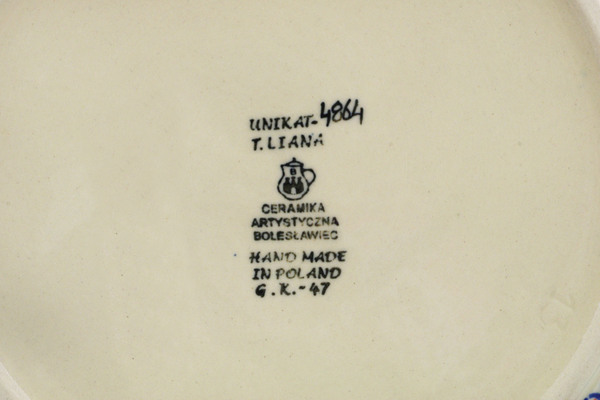 UNIKAT-4864
T.LIANA
B
CERAMIKA
ARTYSTYCZNA
BOLESŁAWIEC
HAND MADE
IN POLAND
G.K.-47